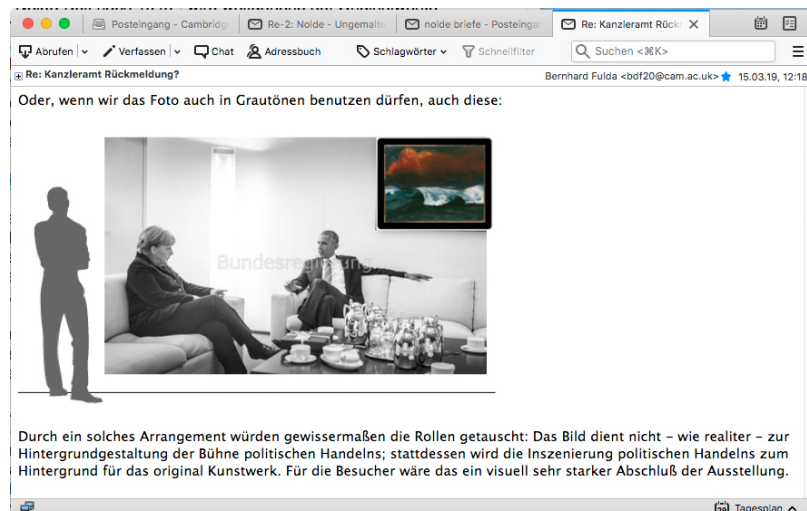 Posteingang - Cambridg
Re-2: Nolde - Ungemalte
nolde briefe - Posteingan
Re: Kanzleramt Rückr
Abrufen
Verfassen
Chat
Adressbuch
Schlagwörter
Schnellfilter
Suchen <⌘K>
Re: Kanzleramt Rückmeldung?
Bernhard Fulda <bdf20@cam.ac.uk>
15.03.19, 12:18
Oder, wenn wir das Foto auch in Grautönen benutzen dürfen, auch diese:
Bundesregierung
Durch ein solches Arrangement würden gewissermaßen die Rollen getauscht: Das Bild dient nicht – wie realiter – zur
Hintergrundgestaltung der Bühne politischen Handelns; stattdessen wird die Inszenierung politischen Handelns zum
Hintergrund für das original Kunstwerk. Für die Besucher wäre das ein visuell sehr starker Abschluß der Ausstellung.
Tagesplan